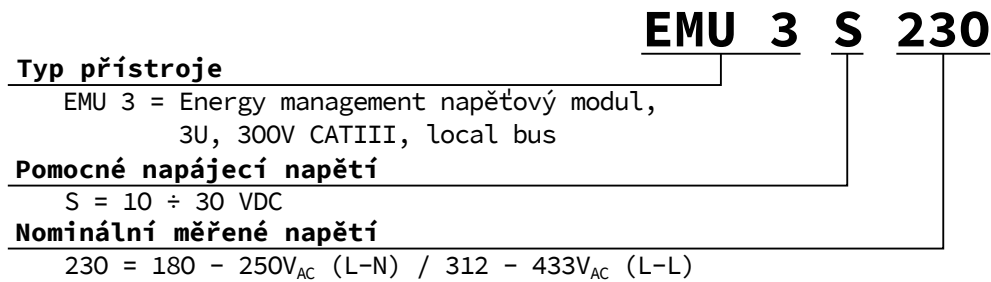 EMU 3 S 230
Typ přístroje
EMU 3 = Energy management napěťový modul,
3U, 300V CATIII, local bus
Pomocné napájecí napětí
S = 10 ÷ 30 VDC
Nominální měřené napětí
230 = 180 - 250VAC (L-N) / 312 - 433VAC (L-L)